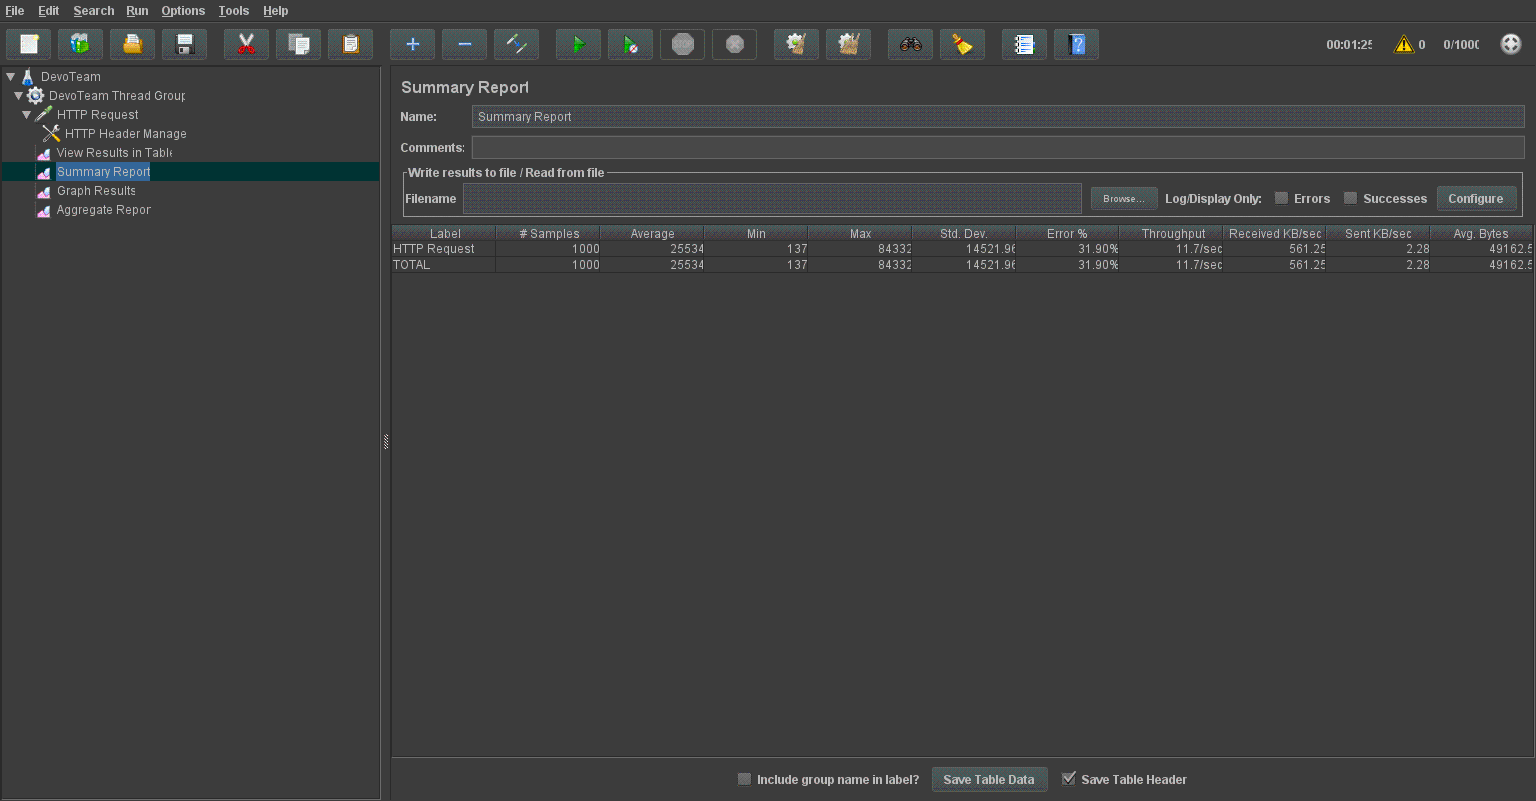 File Edit Search Run Options Tools Help
STOP
00:01:25 0 0/1000
DevoTeam
DevoTeam Thread Group
HTTP Request
HTTP Header Manage
View Results in Table
Summary Report
Graph Results
Aggregate Repor
Summary Report
Name: Summary Report
Comments:
Write results to file / Read from file
Filename Browse... Log/Display Only: Errors Successes Configure
Label # Samples Average Min Max Std. Dev. Error % Throughput Received KB/sec Sent KB/sec Avg. Bytes
HTTP Request 1000 25534 137 84332 14521.96 31.90% 11.7/sec 561.25 2.28 49162.5
TOTAL 1000 25534 137 84332 14521.96 31.90% 11.7/sec 561.25 2.28 49162.5
Include group name in label? Save Table Data Save Table Header